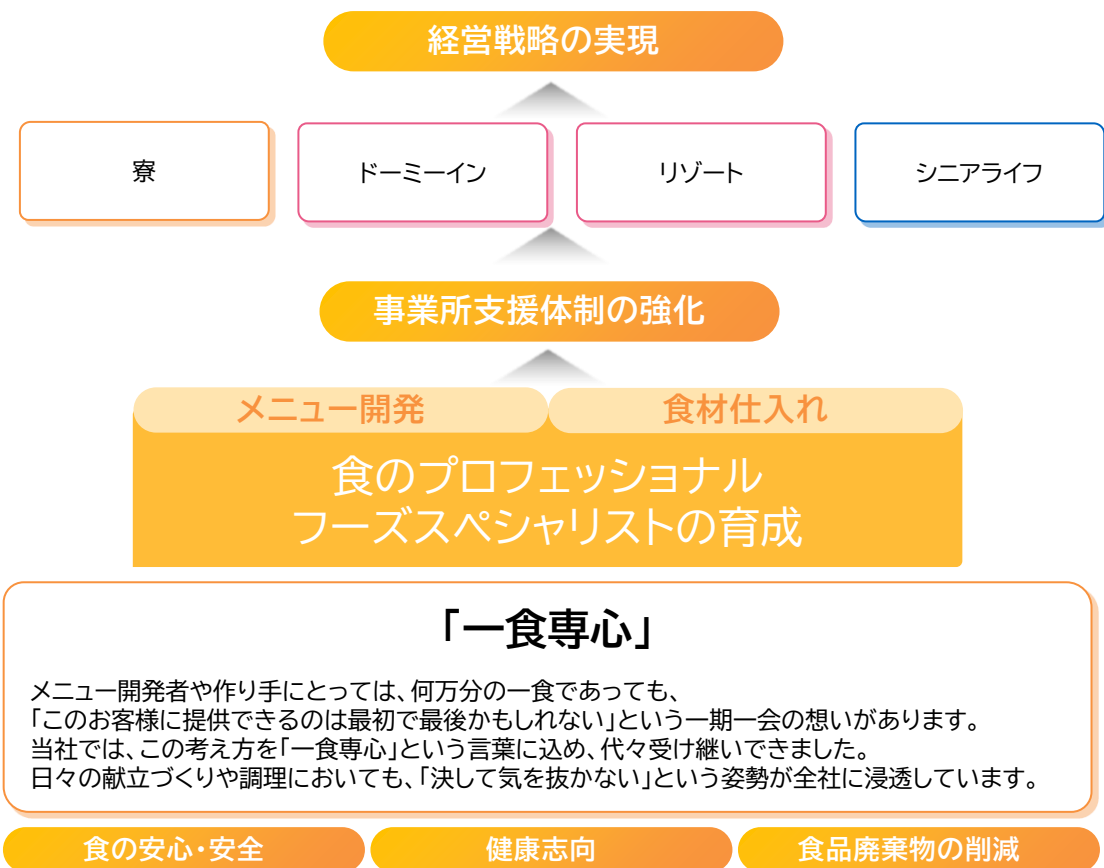 経営戦略の実現
寮
ドーミーイン
リゾート
シニアライフ
事業所支援体制の強化
メニュー開発
食材仕入れ
食のプロフェッショナル
フーズスペシャリストの育成
「一食専心」
メニュー開発者や作り手にとっては、何万分の一食であっても、
「このお客様に提供できるのは最初で最後かもしれない」という一期一会の想いがあります。
当社では、この考え方を「一食専心」という言葉に込め、代々受け継いできました。
日々の献立づくりや調理においても、「決して気を抜かない」という姿勢が全社に浸透しています。
食の安心・安全
健康志向
食品廃棄物の削減